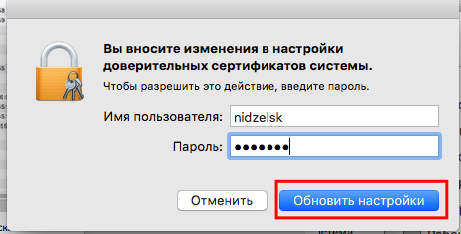 Вы вносите изменения в настройки
доверительных сертификатов системы.
Чтобы разрешить это действие, введите пароль.
Имя пользователя: nidzelsk
Пароль: ●●●●●●●
Отменить Обновить настройки